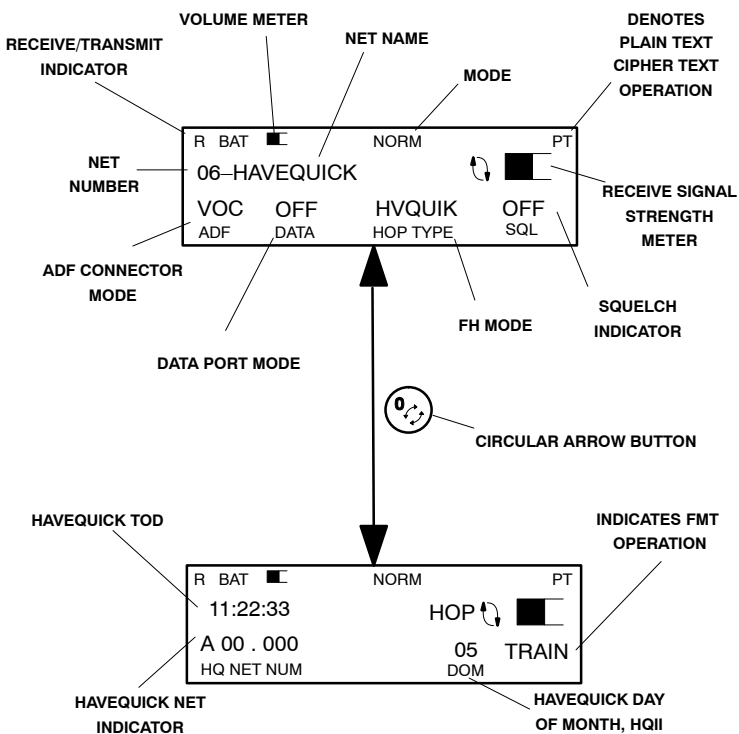 VOLUME METER
DENOTES
PLAIN TEXT
CIPHER TEXT
OPERATION
RECEIVE/TRANSMIT
INDICATOR
NET NAME
MODE
R BAT NORM PT
NET
NUMBER
06–HAVEQUICK
RECEIVE SIGNAL
STRENGTH
METER
VOC OFF HVQUIK OFF
ADF DATA HOP TYPE SQL
ADF CONNECTOR
MODE
SQUELCH
INDICATOR
FH MODE
DATA PORT MODE
0
CIRCULAR ARROW BUTTON
HAVEQUICK TOD
INDICATES FMT
OPERATION
R BAT NORM PT
11:22:33 HOP
A 00 . 000 05 TRAIN
HQ NET NUM DOM
HAVEQUICK NET
INDICATOR
HAVEQUICK DAY
OF MONTH, HQII